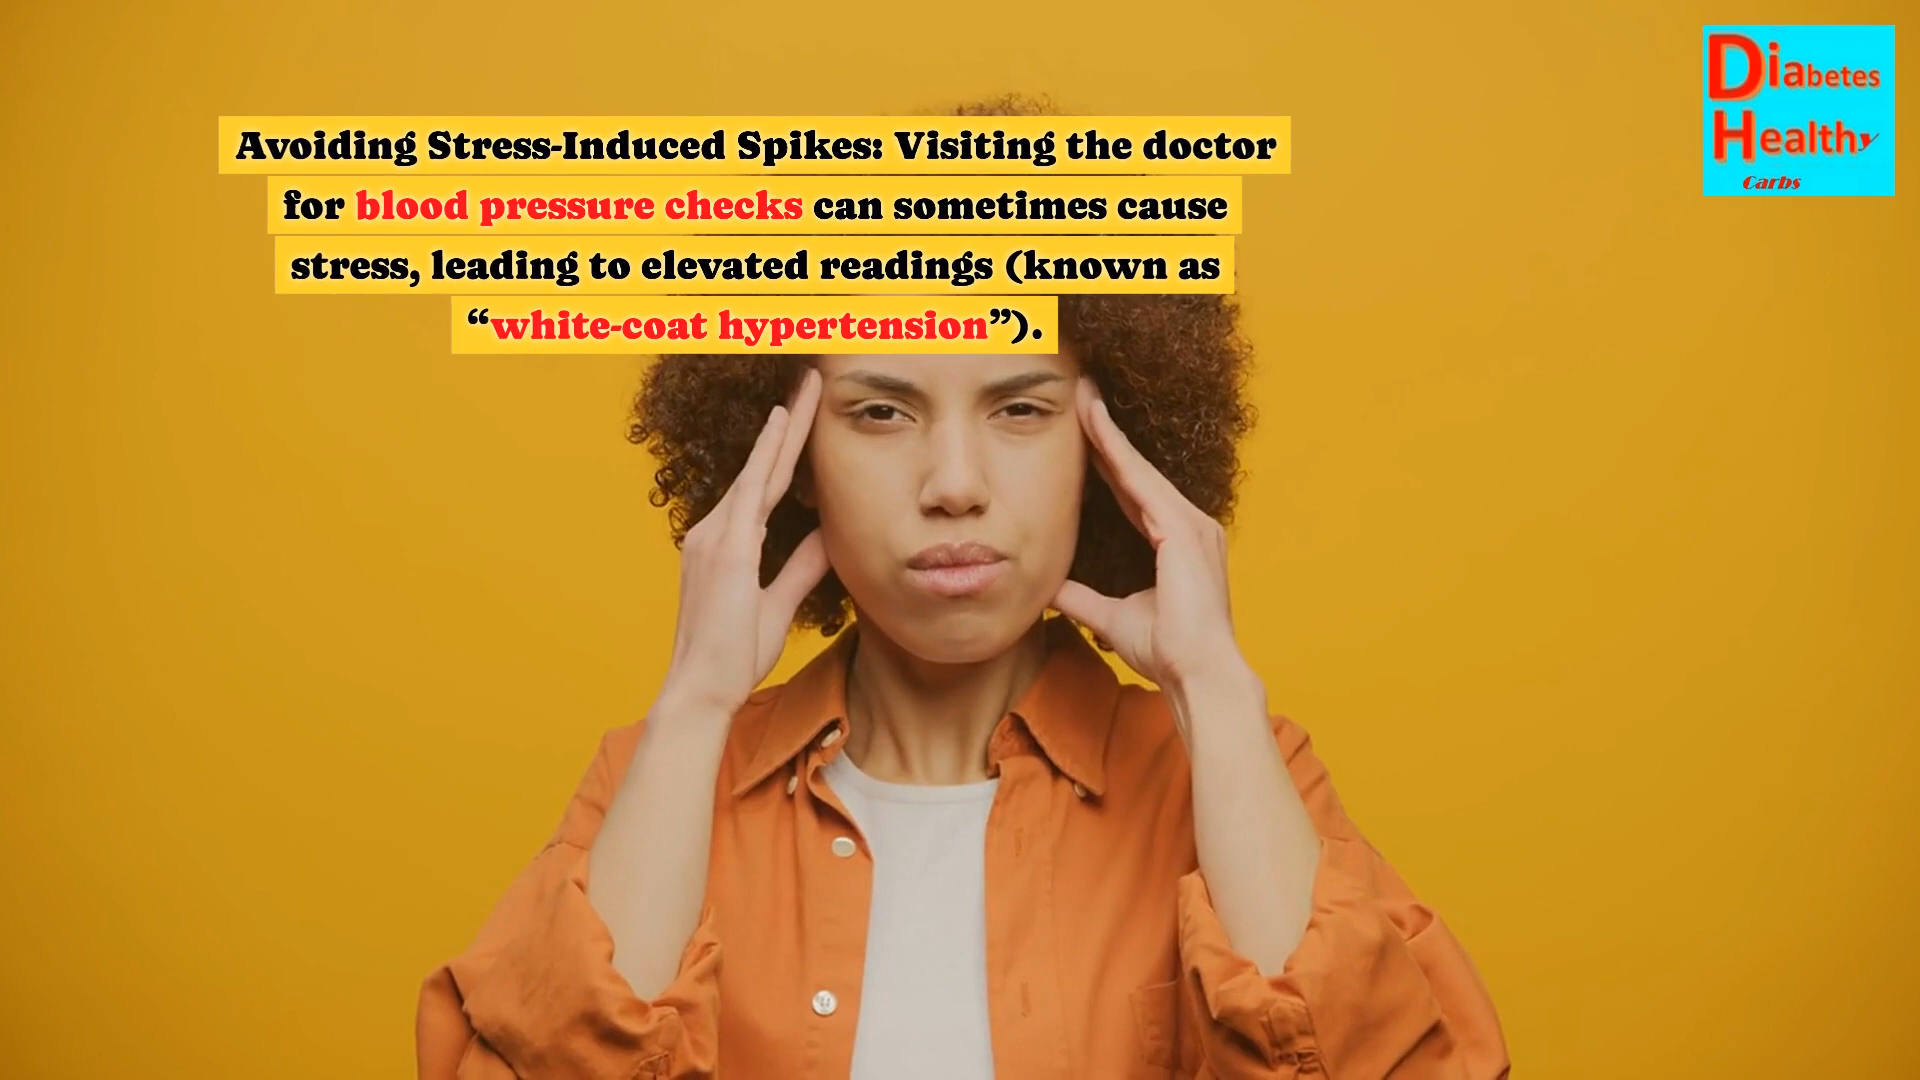 Avoiding Stress-Induced Spikes: Visiting the doctor
for blood pressure checks can sometimes cause
stress, leading to elevated readings (known as
“white-coat hypertension”).
Diabetes
Healthy
Carbs